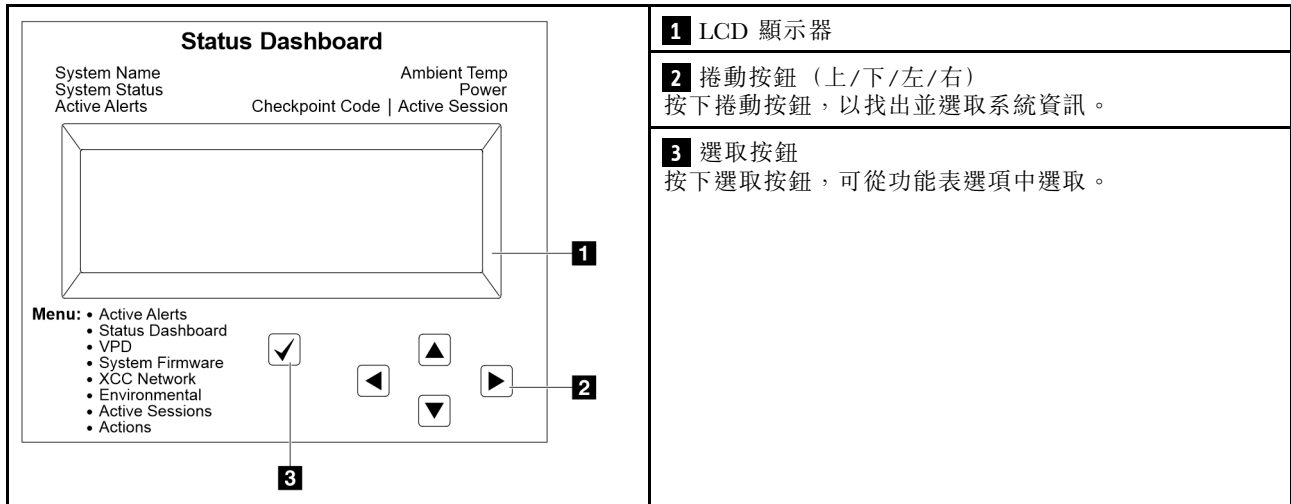 Status Dashboard
System Name
System Status
Active Alerts
Ambient Temp
Power
Checkpoint Code | Active Session
1
Menu: • Active Alerts
• Status Dashboard
• VPD
• System Firmware
• XCC Network
• Environmental
• Active Sessions
• Actions
2
3
1 LCD 顯示器
2 捲動按鈕（上/下/左/右）
按下捲動按鈕，以找出並選取系統資訊。
3 選取按鈕
按下選取按鈕，可從功能表選項中選取。